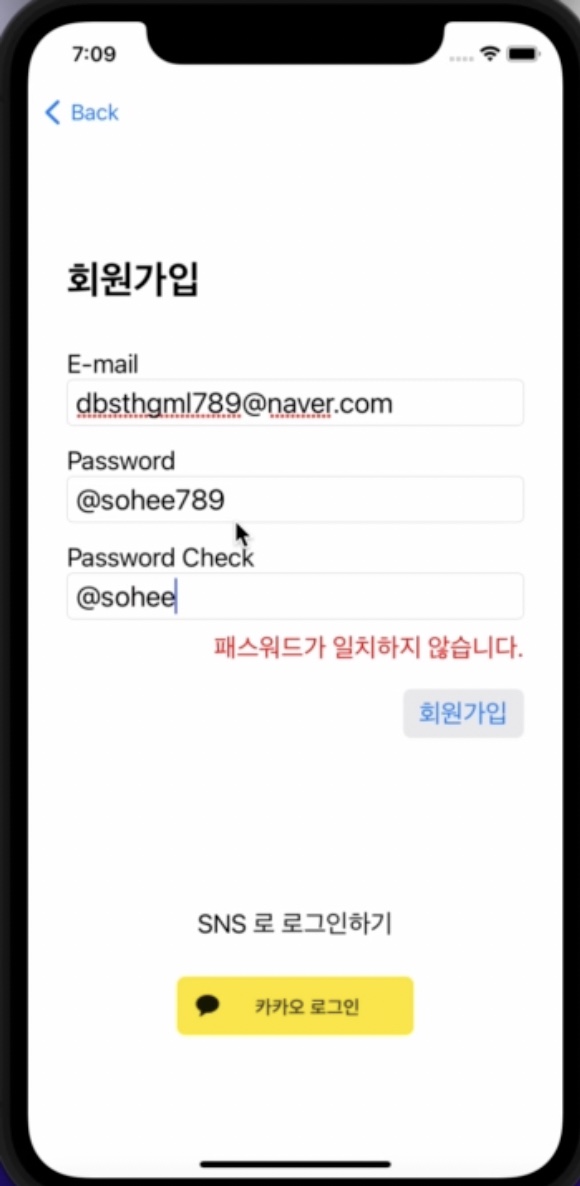 7:09
Back
회원가입
E-mail
dbsthgml789@naver.com
Password
@sohee789
Password Check
@sohee
패스워드가 일치하지 않습니다.
회원가입
SNS 로 로그인하기
카카오 로그인